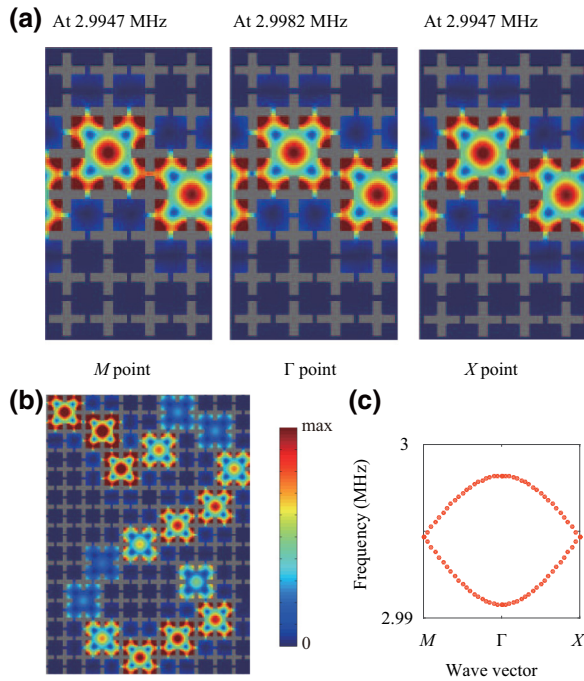 (a) At 2.9947 MHz At 2.9982 MHz At 2.9947 MHz
M point Γ point X point
(b)
max
0
(c)
3
Frequency (MHz)
2.99
M Γ X
Wave vector